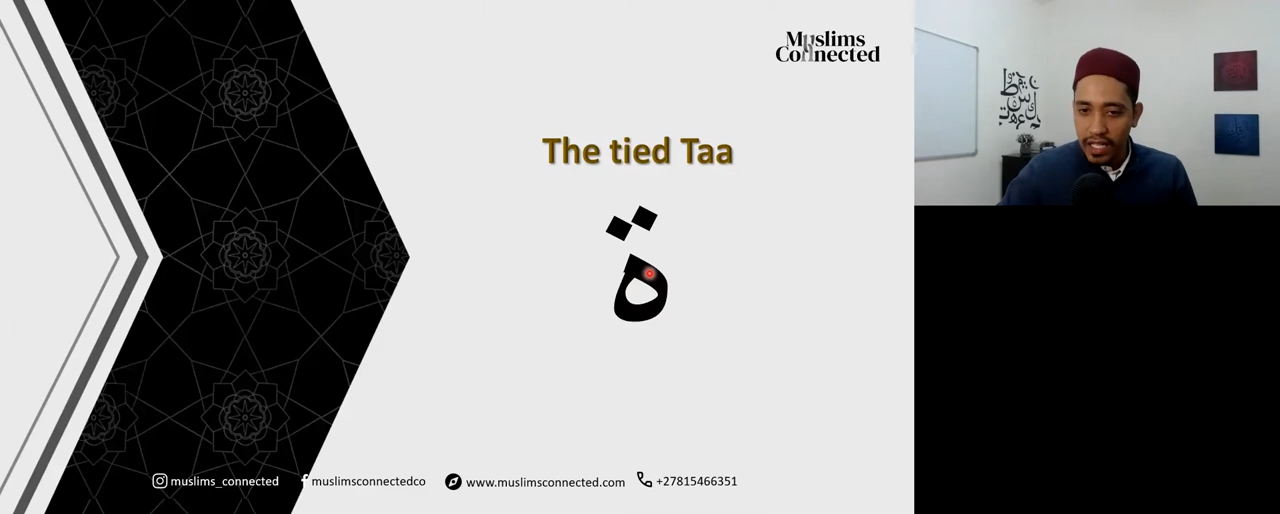 Muslims
Connected
The tied Taa
ة
muslims_connected
muslimsconnectedco
www.muslimsconnected.com
+27815466351